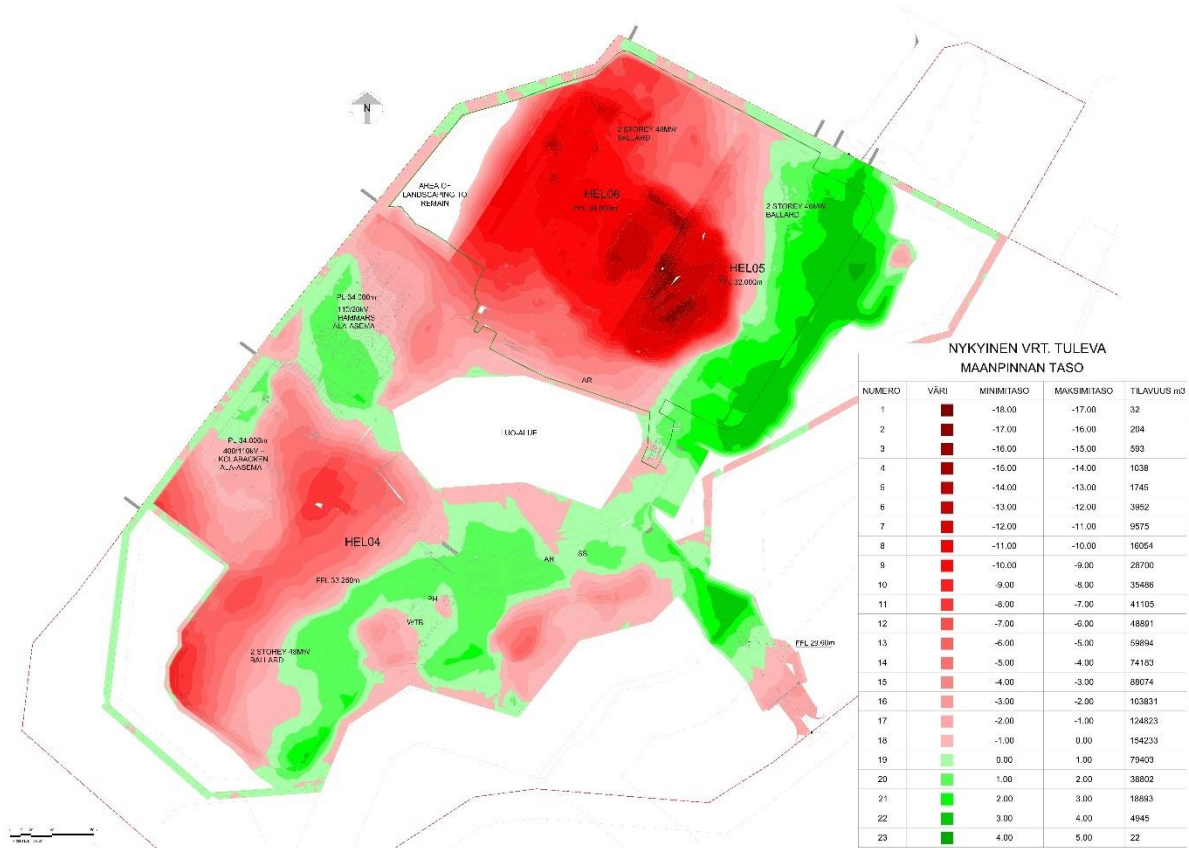 N
2 STOREY 48MW
BALLARD
AREA OF
LANDSCAPING TO
REMAIN
HEL06
FFL 34.000m
2 STOREY 48MW
BALLARD
HEL05
FFL 32.000m
PL 34.000m
110/20kV -
HAMMARS
ALA-ASEMA
AR
LUO-ALUE
PL 34.000m
400/110kV -
KOLABACKEN
ALA-ASEMA
HEL04
AR
SS
FFL 33.250m
PH
WTB
2 STOREY 48MW
BALLARD
FFL 29.60m
NYKYINEN VRT. TULEVA
MAANPINNAN TASO
NUMERO VÄRI MINIMITASO MAKSIMITASO TILAVUUS m3
1 -18.00 -17.00 32
2 -17.00 -16.00 204
3 -16.00 -15.00 593
4 -15.00 -14.00 1038
5 -14.00 -13.00 1745
6 -13.00 -12.00 3952
7 -12.00 -11.00 9575
8 -11.00 -10.00 16054
9 -10.00 -9.00 28700
10 -9.00 -8.00 35486
11 -8.00 -7.00 41105
12 -7.00 -6.00 48891
13 -6.00 -5.00 59894
14 -5.00 -4.00 74183
15 -4.00 -3.00 88074
16 -3.00 -2.00 103831
17 -2.00 -1.00 124823
18 -1.00 0.00 154233
19 0.00 1.00 79403
20 1.00 2.00 38802
21 2.00 3.00 18893
22 3.00 4.00 4945
23 4.00 5.00 22